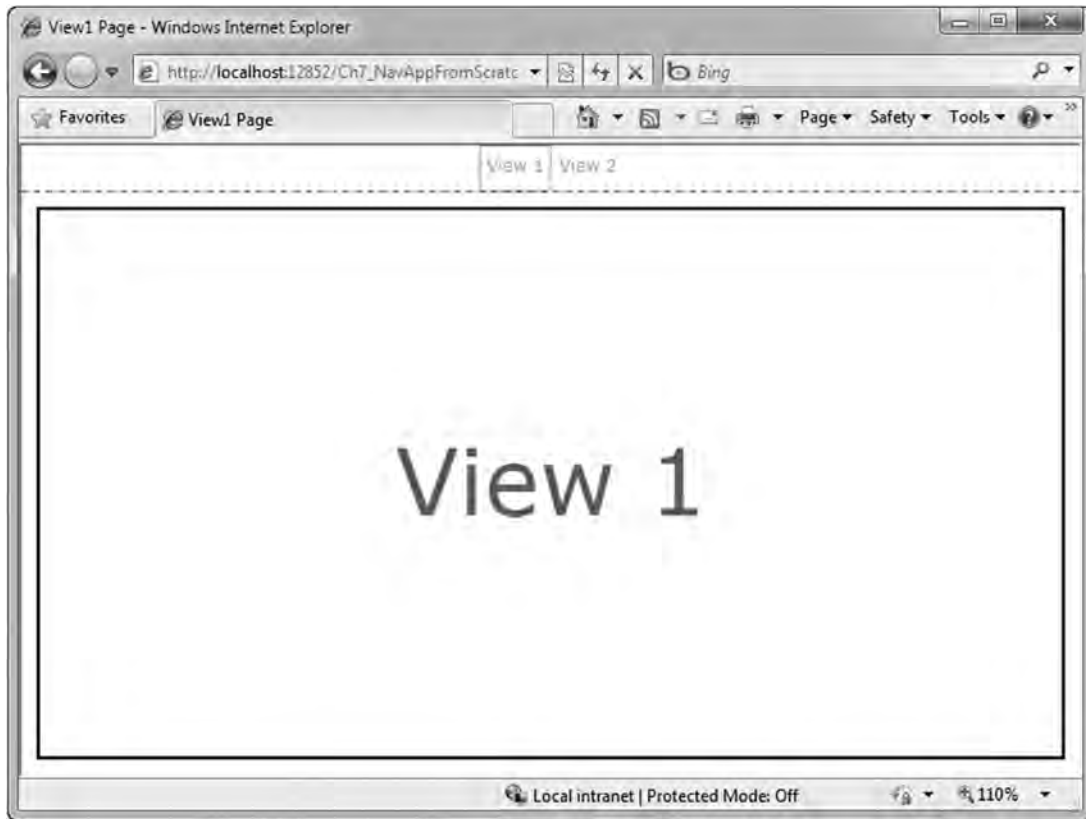 View1 Page - Windows Internet Explorer
http://localhost:12852/Ch7_NavAppFromScratc
Bing
Favorites
View1 Page
Page
Safety
Tools
View 1
View 2
View 1
Local intranet | Protected Mode: Off
110%